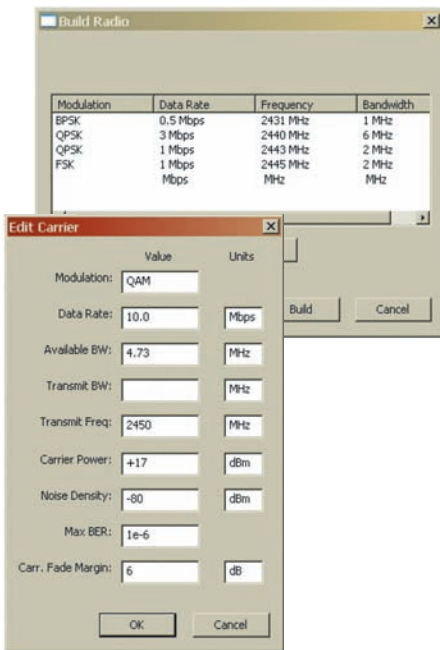 Build Radio
Modulation Data Rate Frequency Bandwidth
BPSK 0.5 Mbps 2431 MHz 1 MHz
QPSK 3 Mbps 2440 MHz 6 MHz
QPSK 1 Mbps 2443 MHz 2 MHz
FSK 1 Mbps 2445 MHz 2 MHz
Mbps MHz MHz
Build Cancel
Edit Carrier
Value Units
Modulation: QAM
Data Rate: 10.0 Mbps
Available BW: 4.73 MHz
Transmit BW: MHz
Transmit Freq: 2450 MHz
Carrier Power: +17 dBm
Noise Density: -80 dBm
Max BER: 1e-6
Carr. Fade Margin: 6 dB
OK Cancel